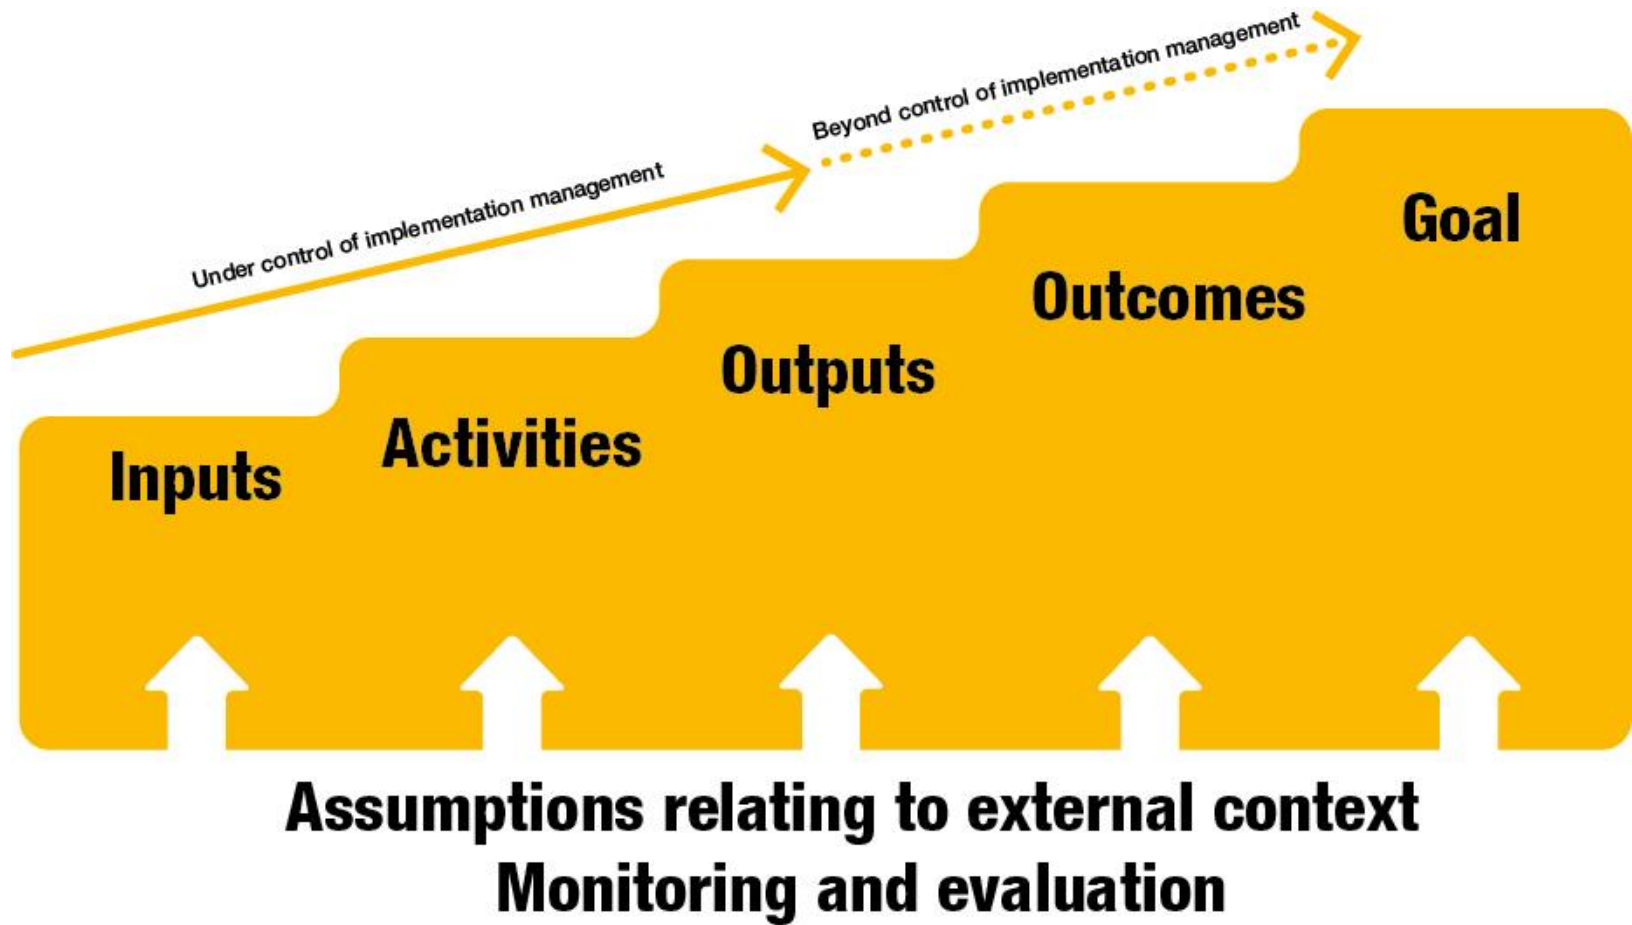 Beyond control of implementation management
Under control of implementation management
Goal
Outcomes
Outputs
Activities
Inputs
Assumptions relating to external context
Monitoring and evaluation